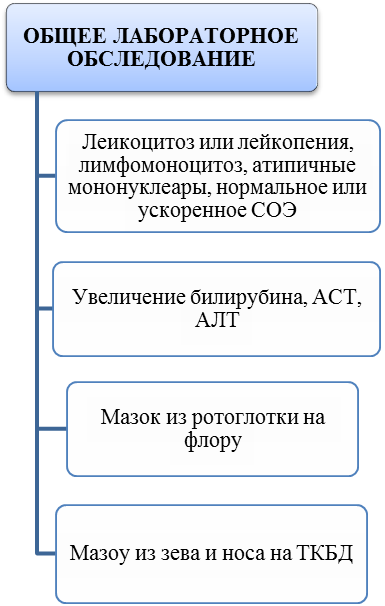 ОБЩЕЕ ЛАБОРАТОРНОЕ
ОБСЛЕДОВАНИЕ
Леикоцитоз или лейкопения,
лимфомоноцитоз, атипичные
мононуклеары, нормальное или
ускоренное СОЭ
Увеличение билирубина, АСТ,
АЛТ
Мазок из ротоглотки на
флору
Мазоу из зева и носа на ТКБД